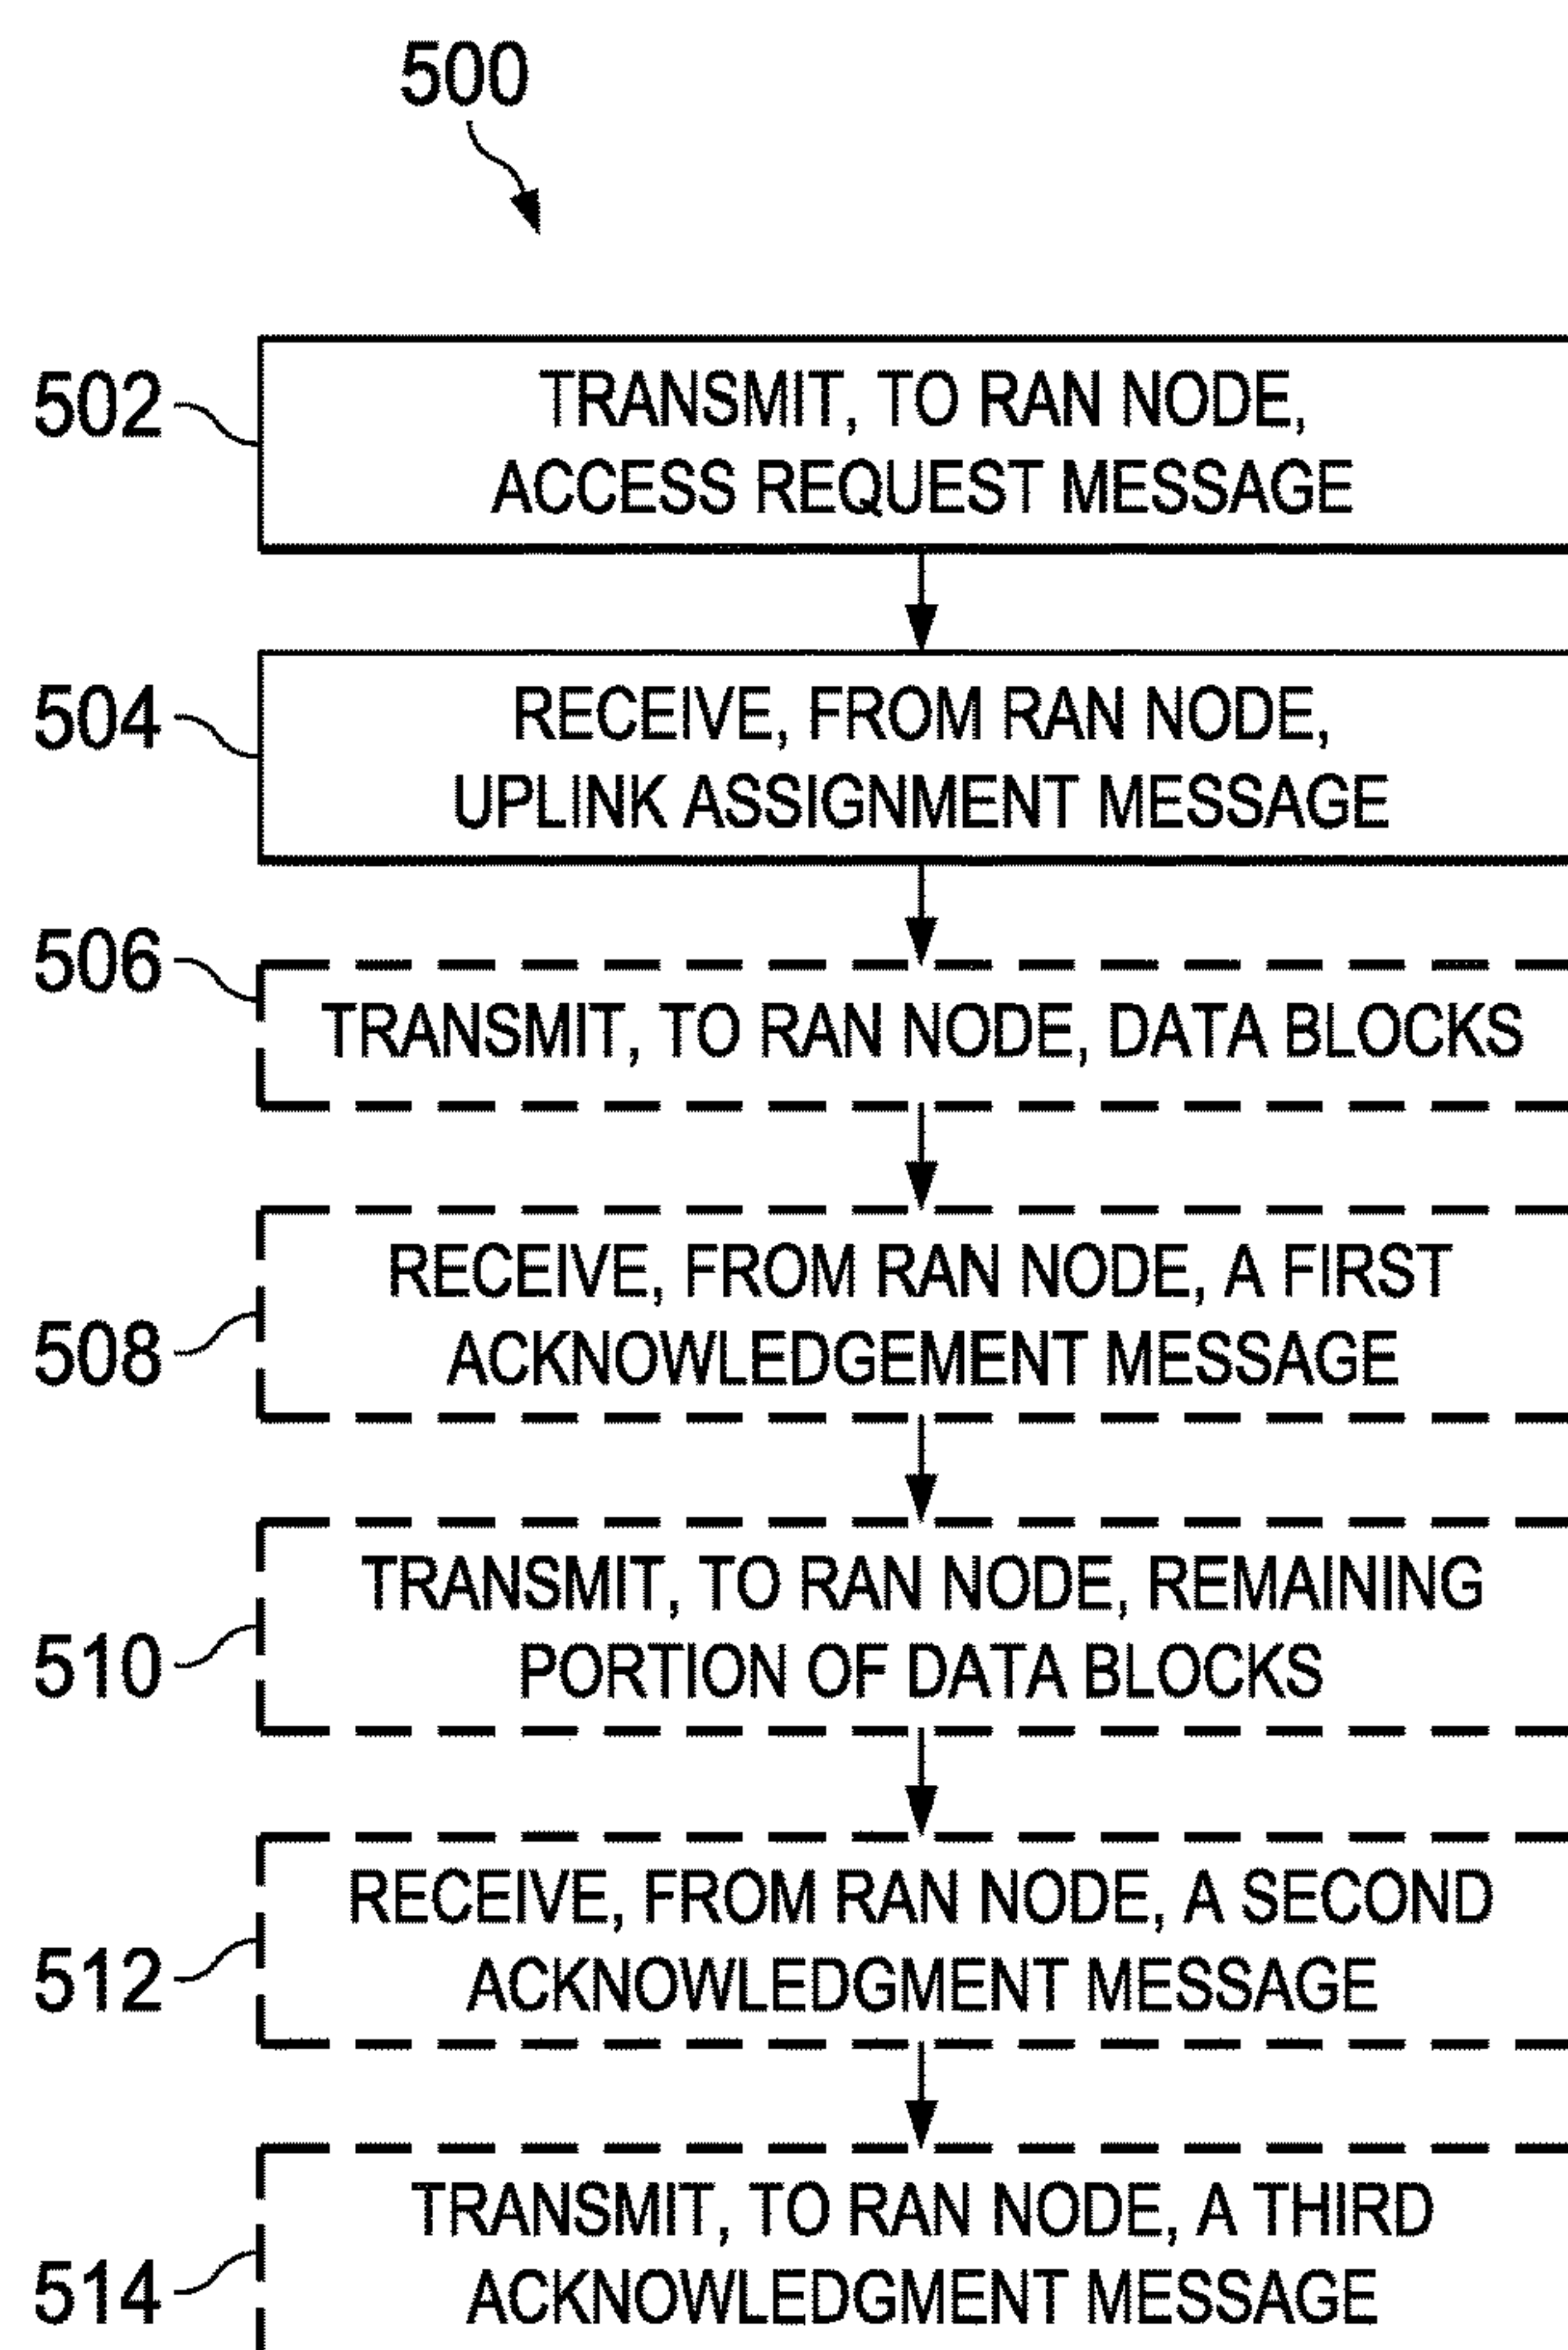 500
502
TRANSMIT, TO RAN NODE,
ACCESS REQUEST MESSAGE
504
RECEIVE, FROM RAN NODE,
UPLINK ASSIGNMENT MESSAGE
506
TRANSMIT, TO RAN NODE, DATA BLOCKS
508
RECEIVE, FROM RAN NODE, A FIRST
ACKNOWLEDGEMENT MESSAGE
510
TRANSMIT, TO RAN NODE, REMAINING
PORTION OF DATA BLOCKS
512
RECEIVE, FROM RAN NODE, A SECOND
ACKNOWLEDGMENT MESSAGE
514
TRANSMIT, TO RAN NODE, A THIRD
ACKNOWLEDGMENT MESSAGE